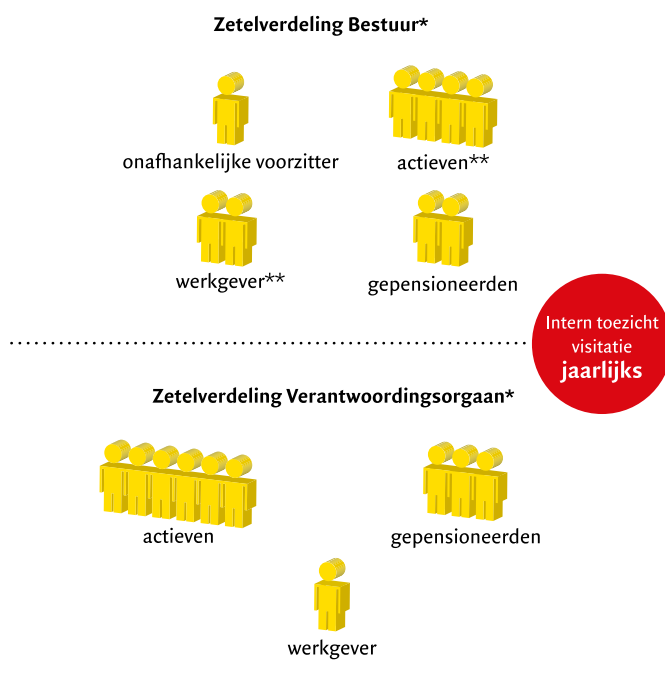 Zetelverdeling Bestuur*
onafhankelijke voorzitter
actieven**
werkgever**
gepensioneerden
Intern toezicht
visitatie
jaarlijks
Zetelverdeling Verantwoordingsorgaan*
actieven
gepensioneerden
werkgever